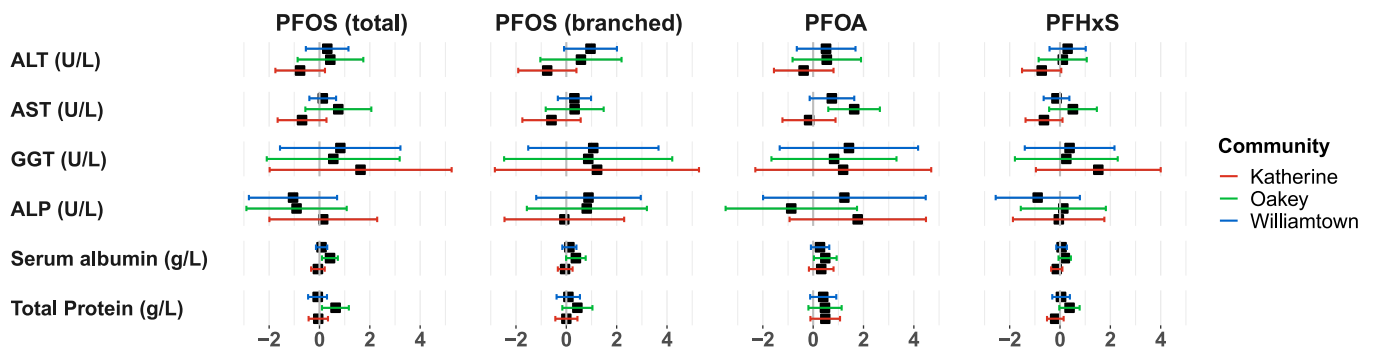 PFOS (total) PFOS (branched) PFOA PFHxS
ALT (U/L)
AST (U/L)
GGT (U/L)
ALP (U/L)
Serum albumin (g/L)
Total Protein (g/L)
−2 0 2 4 −2 0 2 4 −2 0 2 4 −2 0 2 4
Community
Katherine
Oakey
Williamtown